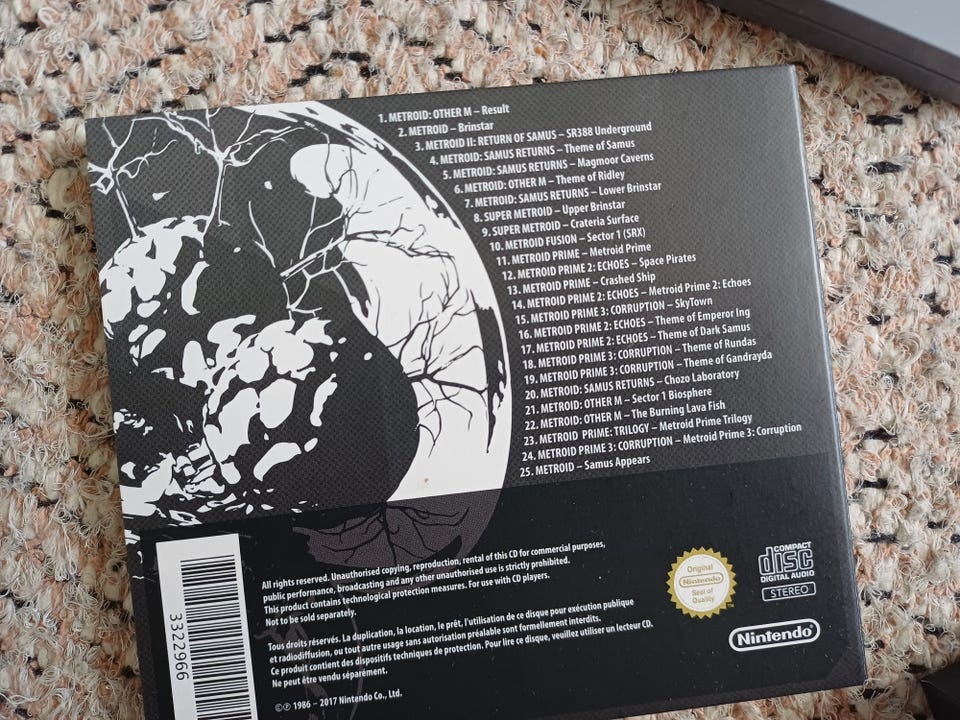 1. METROID: OTHER M – Result
2. METROID – Brinstar
3. METROID II: RETURN OF SAMUS – SR388 Underground
4. METROID: SAMUS RETURNS – Theme of Samus
5. METROID: SAMUS RETURNS – Magmoor Caverns
6. METROID: OTHER M – Theme of Ridley
7. METROID: SAMUS RETURNS – Lower Brinstar
8. SUPER METROID – Upper Brinstar
9. SUPER METROID – Crateria Surface
10. METROID FUSION – Sector 1 (SRX)
11. METROID PRIME – Metroid Prime
12. METROID PRIME 2: ECHOES – Space Pirates
13. METROID PRIME – Crashed Ship
14. METROID PRIME 2: ECHOES – Metroid Prime 2: Echoes
15. METROID PRIME 3: CORRUPTION – SkyTown
16. METROID PRIME 2: ECHOES – Theme of Emperor Ing
17. METROID PRIME 2: ECHOES – Theme of Dark Samus
18. METROID PRIME 3: CORRUPTION – Theme of Rundas
19. METROID PRIME 3: CORRUPTION – Theme of Gandrayda
20. METROID: SAMUS RETURNS – Chozo Laboratory
21. METROID: OTHER M – Sector 1 Biosphere
22. METROID: OTHER M – The Burning Lava Fish
23. METROID PRIME: TRILOGY – Metroid Prime Trilogy
24. METROID PRIME 3: CORRUPTION – Metroid Prime 3: Corruption
25. METROID – Samus Appears
All rights reserved. Unauthorised copying, reproduction, rental of this CD for commercial purposes,
public performance, broadcasting and any other unauthorised use is strictly prohibited.
This product contains technological protection measures. For use with CD players.
Not to be sold separately.
Tous droits réservés. La duplication, la location, le prêt, l'utilisation de ce disque pour exécution publique
et radiodiffusion, ou tout autre usage sans autorisation préalable sont formellement interdits.
Ce produit contient des dispositifs techniques de protection. Pour lire ce disque, veuillez utiliser un lecteur CD.
Ne peut être vendu séparément.
©℗ 1986 – 2017 Nintendo Co., Ltd.
3322966
Original
Nintendo
Seal of
Quality
TM
COMPACT
disc
DIGITAL AUDIO
STEREO
Nintendo®